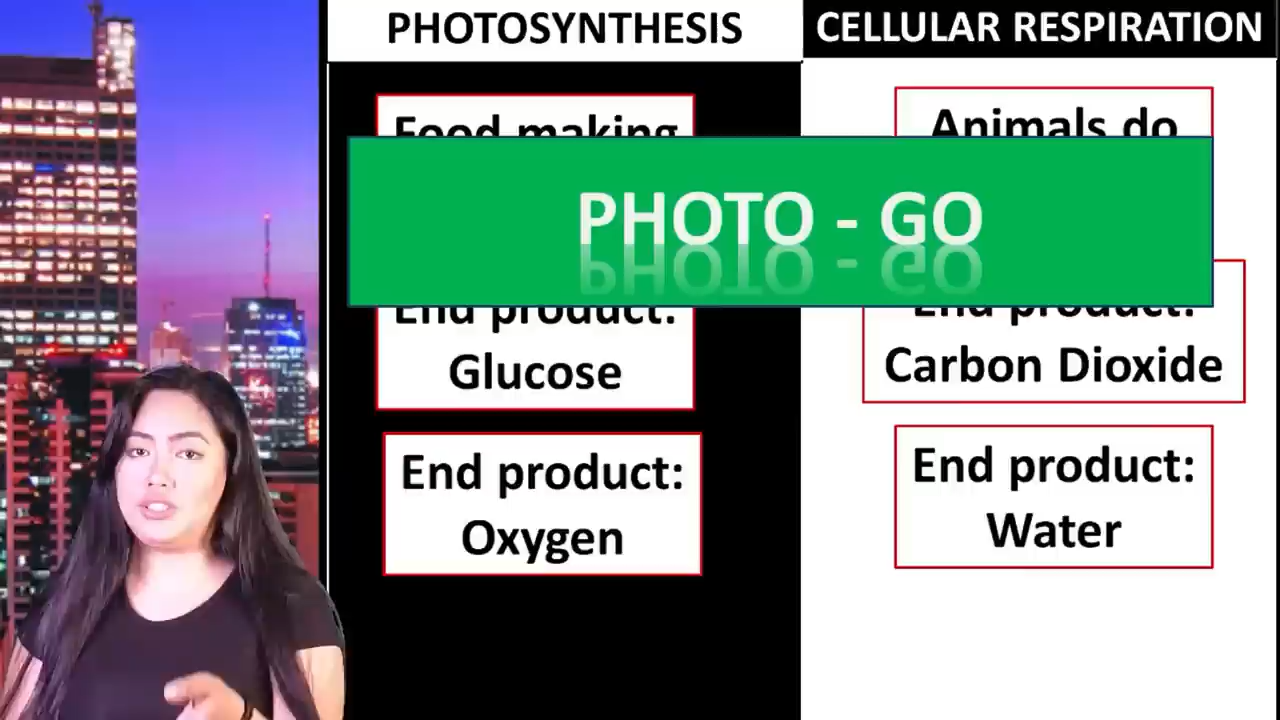 PHOTOSYNTHESIS
CELLULAR RESPIRATION
Food making
Animals do
PHOTO - GO
End product:
Glucose
End product:
Carbon Dioxide
End product:
Oxygen
End product:
Water